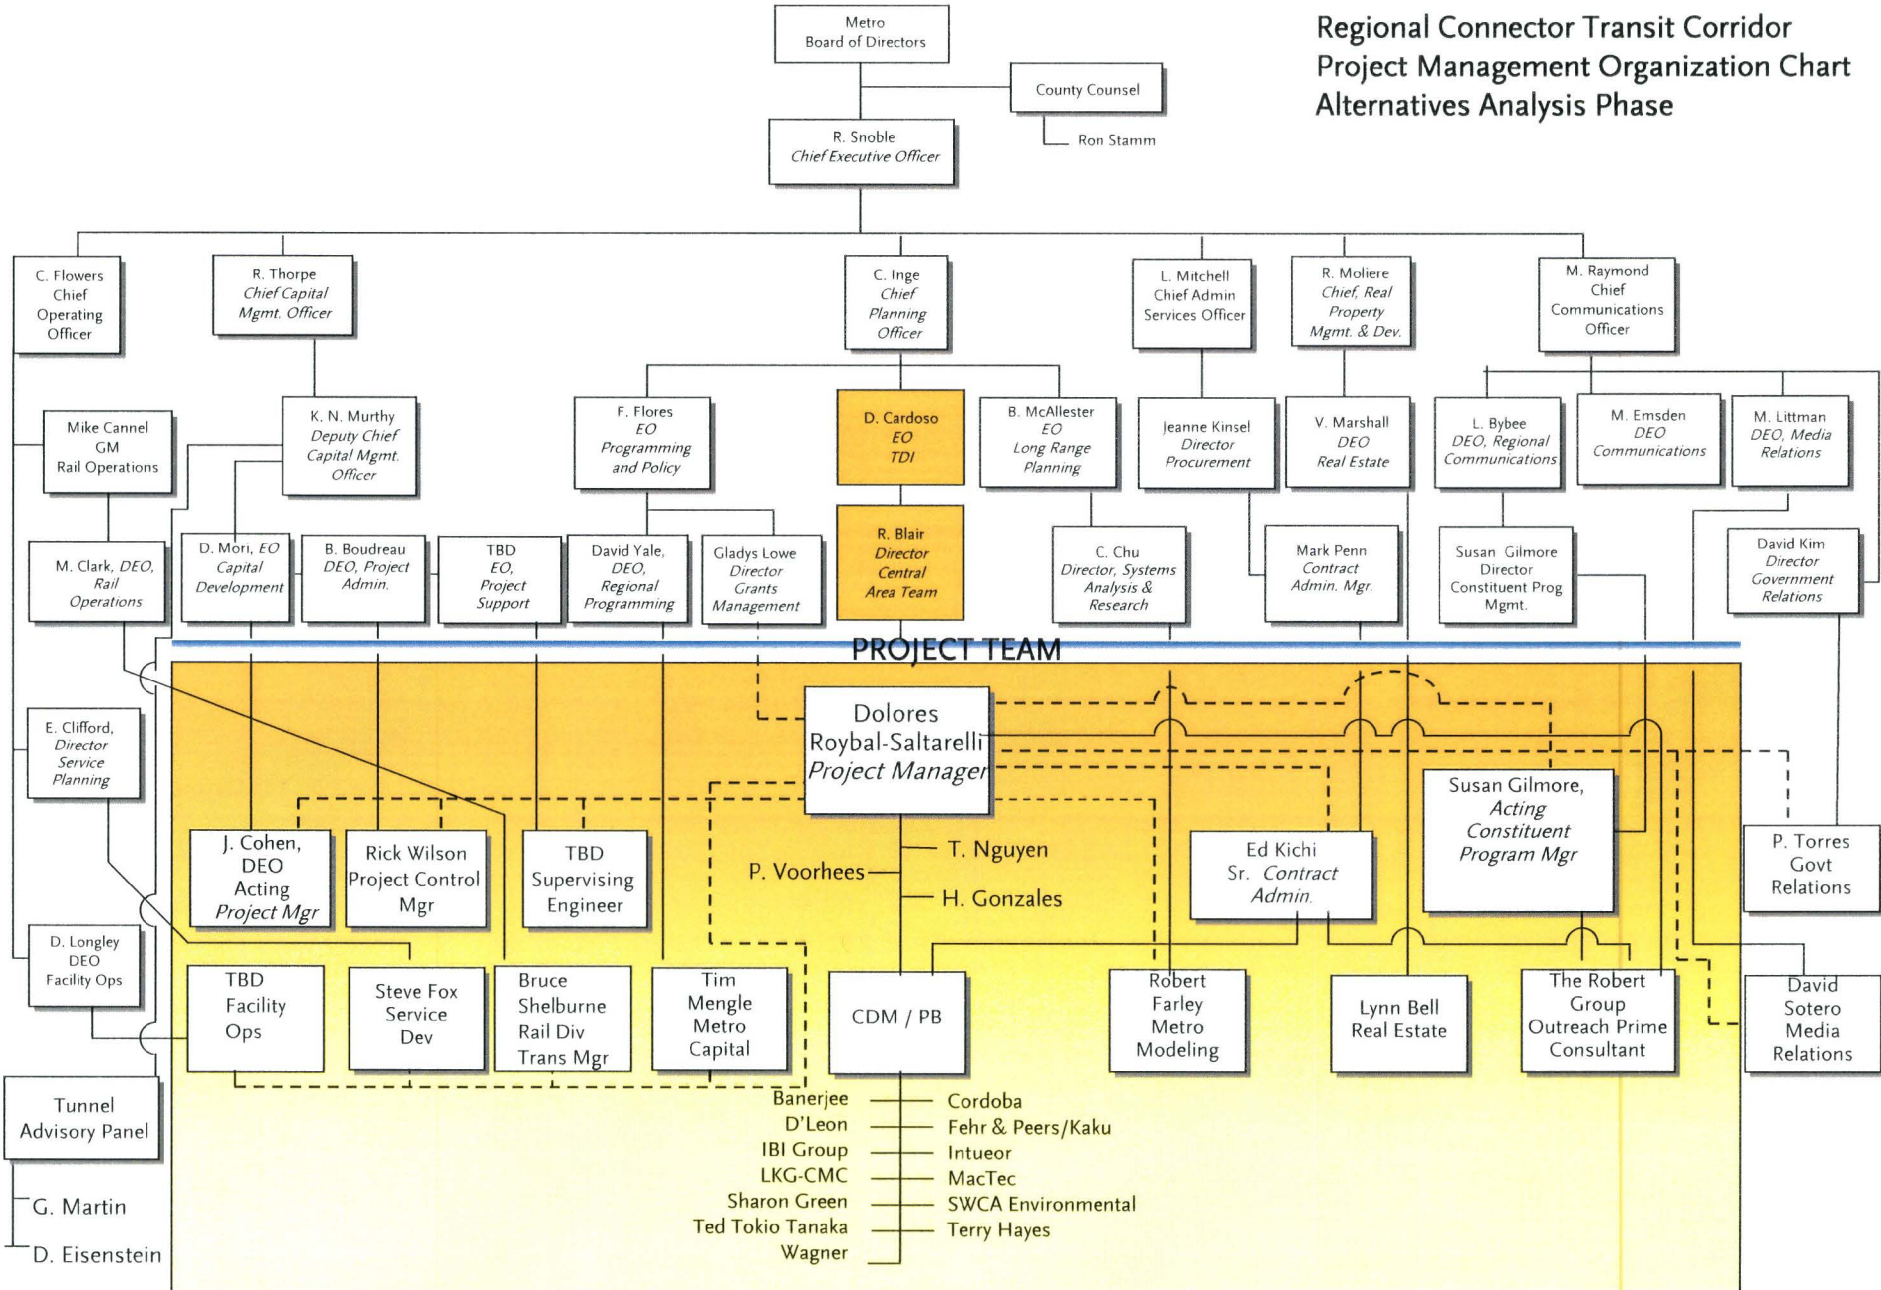 Regional Connector Transit Corridor
Project Management Organization Chart
Alternatives Analysis Phase
Metro
Board of Directors
County Counsel
Ron Stamm
R. Snoble
Chief Executive Officer
C. Flowers
Chief
Operating
Officer
R. Thorpe
Chief Capital
Mgmt. Officer
C. Inge
Chief
Planning
Officer
L. Mitchell
Chief Admin
Services Officer
R. Moliere
Chief, Real
Property
Mgmt. & Dev.
M. Raymond
Chief
Communications
Officer
Mike Cannel
GM
Rail Operations
K. N. Murthy
Deputy Chief
Capital Mgmt.
Officer
F. Flores
EO
Programming
and Policy
D. Cardoso
EO
TDI
B. McAllester
EO
Long Range
Planning
Jeanne Kinsel
Director
Procurement
V. Marshall
DEO
Real Estate
L. Bybee
DEO, Regional
Communications
M. Emsden
DEO
Communications
M. Littman
DEO, Media
Relations
M. Clark, DEO,
Rail
Operations
D. Mori, EO
Capital
Development
B. Boudreau
DEO, Project
Admin.
TBD
EO,
Project
Support
David Yale,
DEO,
Regional
Programming
Gladys Lowe
Director
Grants
Management
R. Blair
Director
Central
Area Team
C. Chu
Director, Systems
Analysis &
Research
Mark Penn
Contract
Admin. Mgr.
Susan Gilmore
Director
Constituent Prog
Mgmt.
David Kim
Director
Government
Relations
PROJECT TEAM
E. Clifford,
Director
Service
Planning
Dolores
Roybal-Saltarelli
Project Manager
J. Cohen,
DEO
Acting
Project Mgr
Rick Wilson
Project Control
Mgr
TBD
Supervising
Engineer
P. Voorhees
T. Nguyen
H. Gonzales
Ed Kichi
Sr. Contract
Admin.
Susan Gilmore,
Acting
Constituent
Program Mgr
P. Torres
Govt
Relations
D. Longley
DEO
Facility Ops
TBD
Facility
Ops
Steve Fox
Service
Dev
Bruce
Shelburne
Rail Div
Trans Mgr
Tim
Mengle
Metro
Capital
CDM / PB
Robert
Farley
Metro
Modeling
Lynn Bell
Real Estate
The Robert
Group
Outreach Prime
Consultant
David
Sotero
Media
Relations
Tunnel
Advisory Panel
G. Martin
D. Eisenstein
Banerjee
D'Leon
IBI Group
LKG-CMC
Sharon Green
Ted Tokio Tanaka
Wagner
Cordoba
Fehr & Peers/Kaku
Intueor
MacTec
SWCA Environmental
Terry Hayes